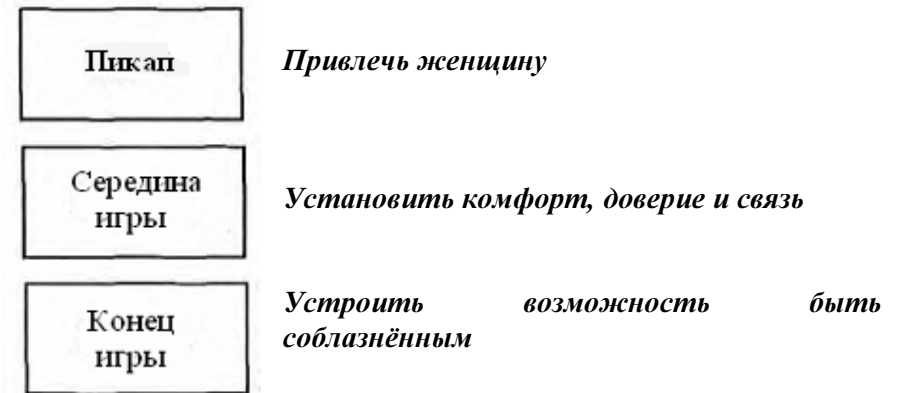 Пикап
Привлечь женщину
Середина
игры
Установить комфорт, доверие и связь
Конец
игры
Устроить возможность быть
соблазнённым